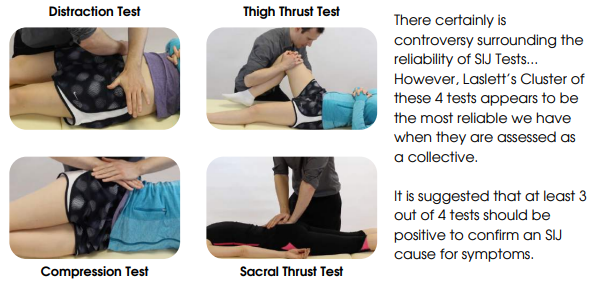 Distraction Test
Thigh Thrust Test
There certainly is
controversy surrounding the
reliability of SIJ Tests...
However, Laslett's Cluster of
these 4 tests appears to be
the most reliable we have
when they are assessed as
a collective.
It is suggested that at least 3
out of 4 tests should be
positive to confirm an SIJ
cause for symptoms.
Compression Test
Sacral Thrust Test